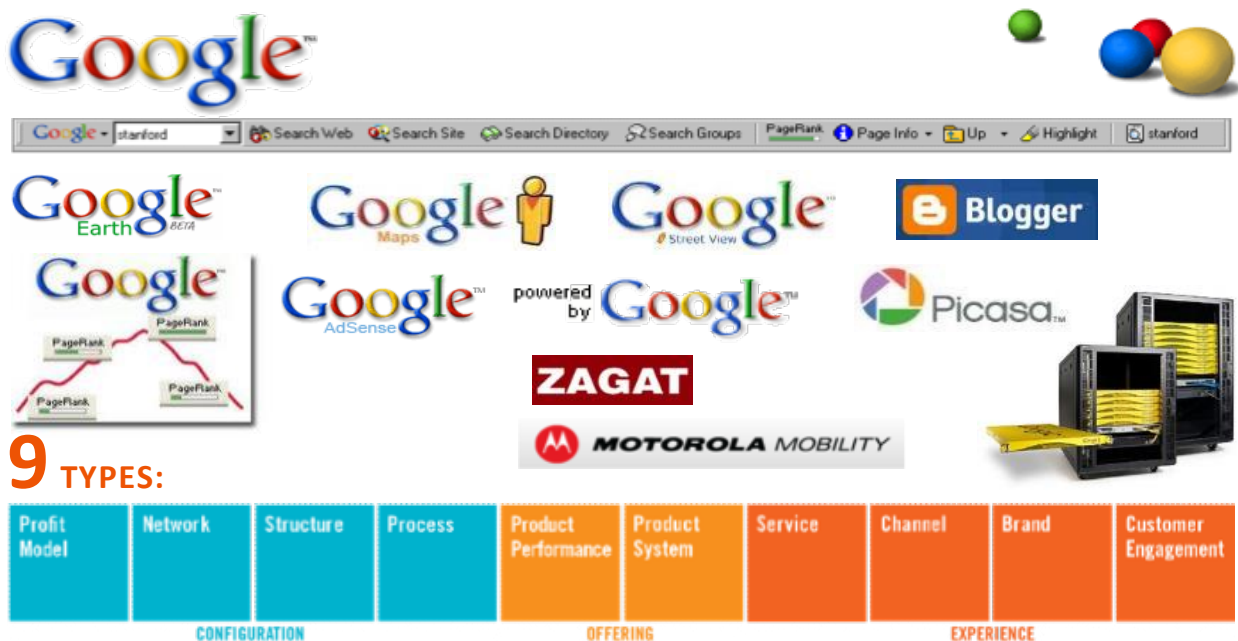 Google™
Google stanford Search Web Search Site Search Directory Search Groups PageRank Page Info Up Highlight stanford
Google™
Earth BETA
Google
Maps
Google™
Street View
Blogger
Google™
PageRank
PageRank
PageRank
PageRank
Google™
AdSense
powered
by Google™
Picasa™
ZAGAT
MOTOROLA MOBILITY
9 TYPES:
Profit
Model
Network
Structure
Process
Product
Performance
Product
System
Service
Channel
Brand
Customer
Engagement
CONFIGURATION
OFFERING
EXPERIENCE